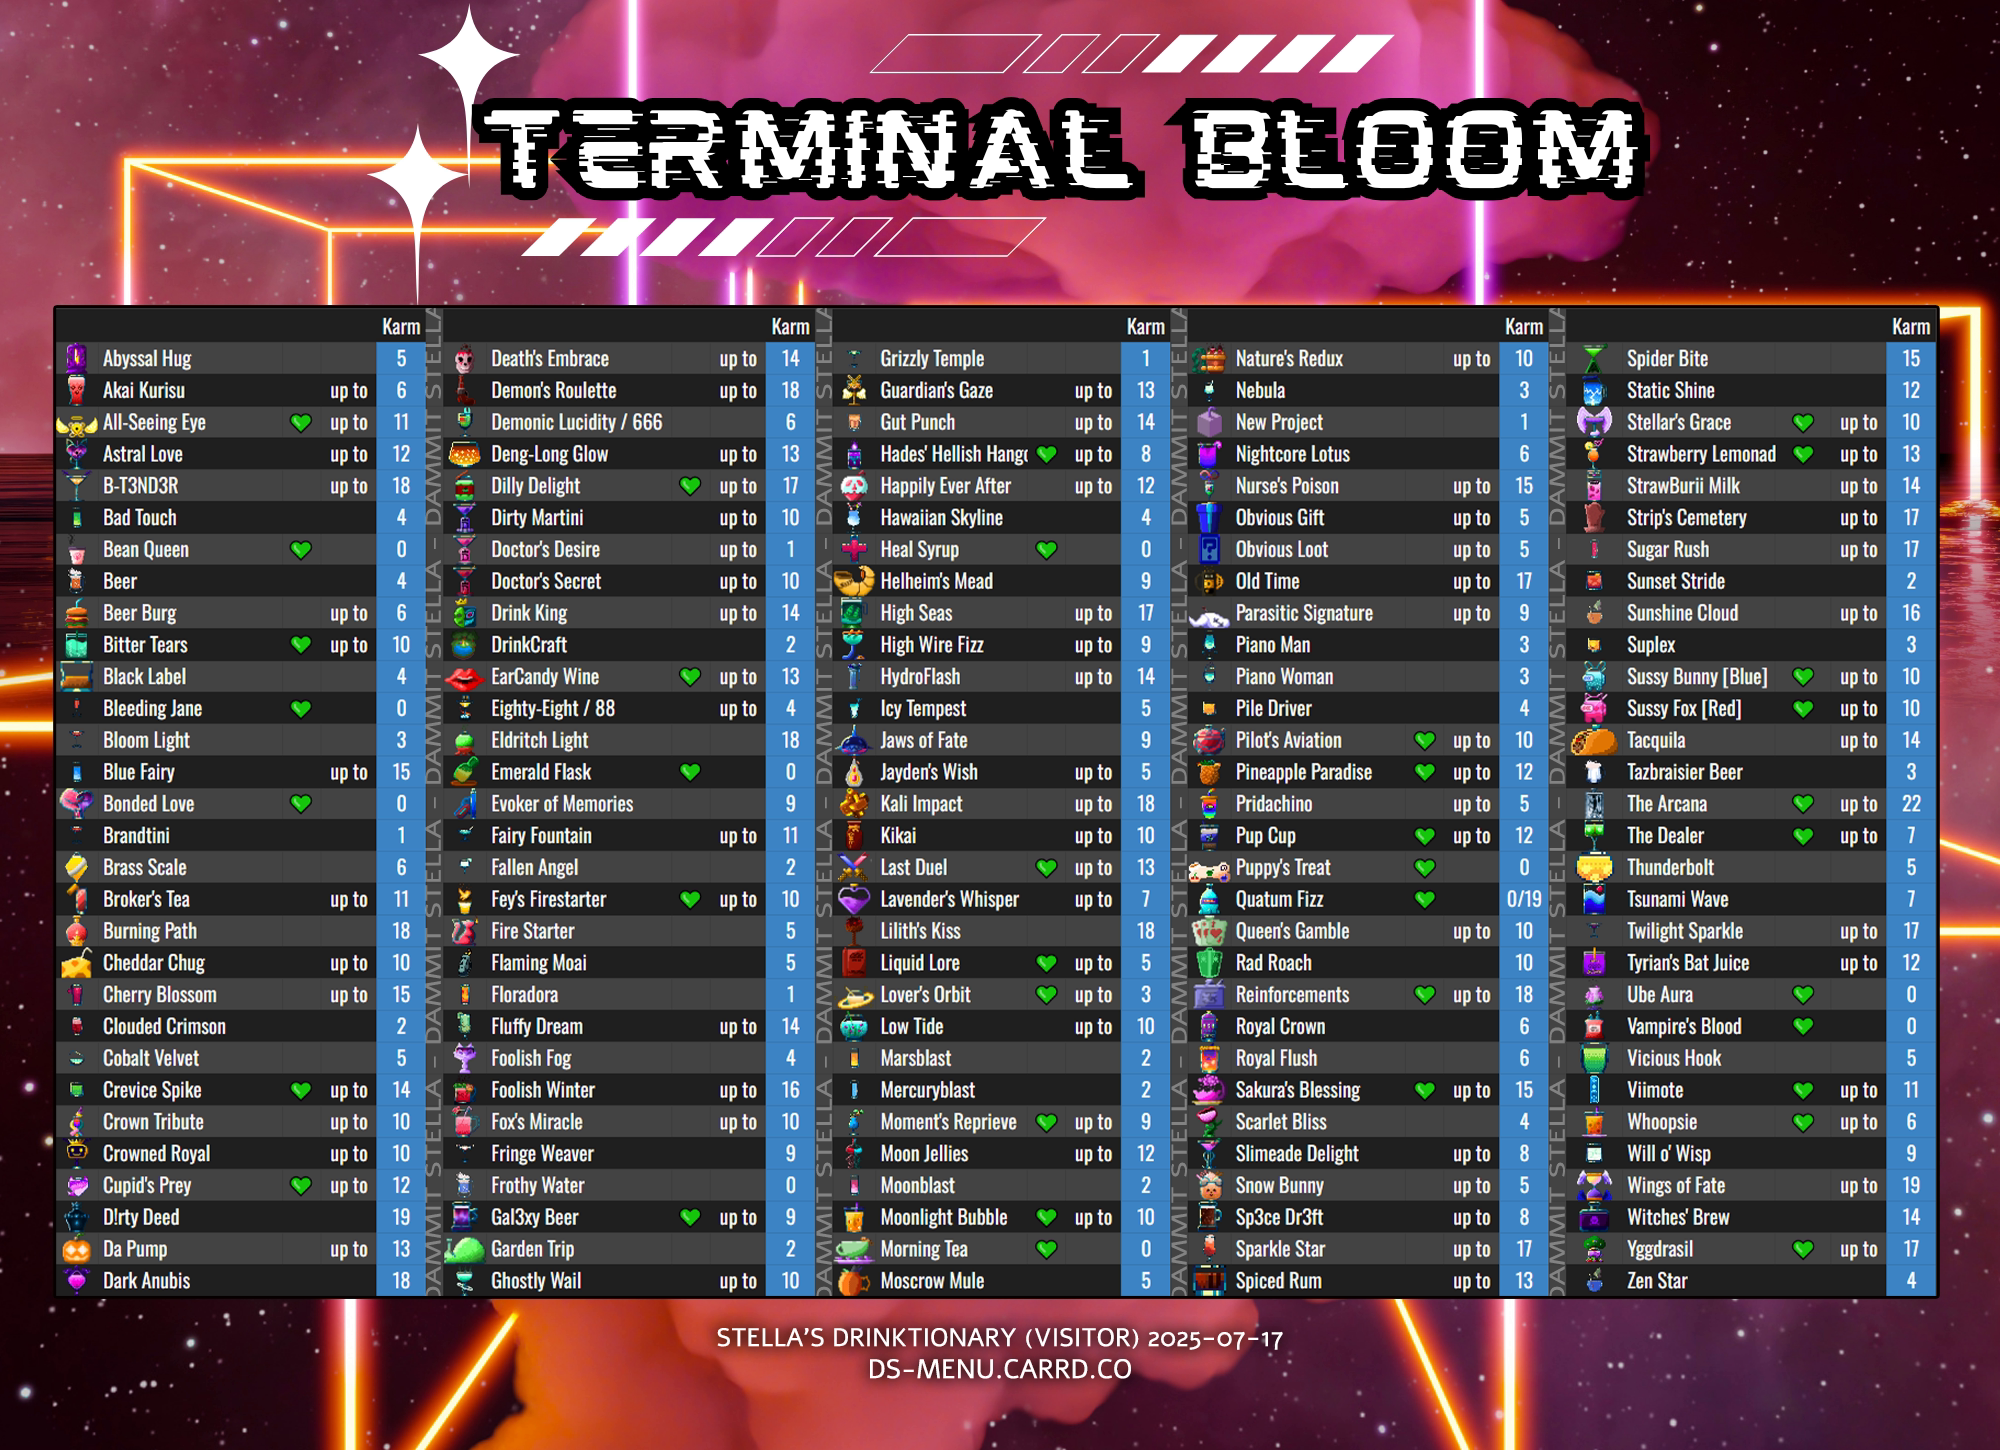 TERMINAL BLOOM
Karm
Abyssal Hug 5
Akai Kurisu up to 6
All-Seeing Eye up to 11
Astral Love up to 12
B-T3ND3R up to 18
Bad Touch 4
Bean Queen 0
Beer 4
Beer Burg up to 6
Bitter Tears up to 10
Black Label 4
Bleeding Jane 0
Bloom Light 3
Blue Fairy up to 15
Bonded Love 0
Brandtini 1
Brass Scale 6
Broker's Tea up to 11
Burning Path 18
Cheddar Chug up to 10
Cherry Blossom up to 15
Clouded Crimson 2
Cobalt Velvet 5
Crevice Spike up to 14
Crown Tribute up to 10
Crowned Royal up to 10
Cupid's Prey up to 12
D!rty Deed 19
Da Pump up to 13
Dark Anubis 18
DAMMIT STELLA - DAMMIT STELLA - DAMMIT STELLA
Karm
Death's Embrace up to 14
Demon's Roulette up to 18
Demonic Lucidity / 666 6
Deng-Long Glow up to 13
Dilly Delight up to 17
Dirty Martini up to 10
Doctor's Desire up to 1
Doctor's Secret up to 10
Drink King up to 14
DrinkCraft 2
EarCandy Wine up to 13
Eighty-Eight / 88 up to 4
Eldritch Light 18
Emerald Flask 0
Evoker of Memories 9
Fairy Fountain up to 11
Fallen Angel 2
Fey's Firestarter up to 10
Fire Starter 5
Flaming Moai 5
Floradora 1
Fluffy Dream up to 14
Foolish Fog 4
Foolish Winter up to 16
Fox's Miracle up to 10
Fringe Weaver 9
Frothy Water 0
Gal3xy Beer up to 9
Garden Trip 2
Ghostly Wail up to 10
DAMMIT STELLA - DAMMIT STELLA - DAMMIT STELLA
Karm
Grizzly Temple 1
Guardian's Gaze up to 13
Gut Punch up to 14
Hades' Hellish Hango up to 8
Happily Ever After up to 12
Hawaiian Skyline 4
Heal Syrup 0
Helheim's Mead 9
High Seas up to 17
High Wire Fizz up to 9
HydroFlash up to 14
Icy Tempest 5
Jaws of Fate 9
Jayden's Wish up to 5
Kali Impact up to 18
Kikai up to 10
Last Duel up to 13
Lavender's Whisper up to 7
Lilith's Kiss 18
Liquid Lore up to 5
Lover's Orbit up to 3
Low Tide up to 10
Marsblast 2
Mercuryblast 2
Moment's Reprieve up to 9
Moon Jellies up to 12
Moonblast 2
Moonlight Bubble up to 10
Morning Tea 0
Moscrow Mule 5
DAMMIT STELLA - DAMMIT STELLA - DAMMIT STELLA
Karm
Nature's Redux up to 10
Nebula 3
New Project 1
Nightcore Lotus 6
Nurse's Poison up to 15
Obvious Gift up to 5
Obvious Loot up to 5
Old Time up to 17
Parasitic Signature up to 9
Piano Man 3
Piano Woman 3
Pile Driver 4
Pilot's Aviation up to 10
Pineapple Paradise up to 12
Pridachino up to 5
Pup Cup up to 12
Puppy's Treat 0
Quatum Fizz 0/19
Queen's Gamble up to 10
Rad Roach 10
Reinforcements up to 18
Royal Crown 6
Royal Flush 6
Sakura's Blessing up to 15
Scarlet Bliss 4
Slimeade Delight up to 8
Snow Bunny up to 5
Sp3ce Dr3ft up to 8
Sparkle Star up to 17
Spiced Rum up to 13
DAMMIT STELLA - DAMMIT STELLA - DAMMIT STELLA
Karm
Spider Bite 15
Static Shine 12
Stellar's Grace up to 10
Strawberry Lemonad up to 13
StrawBurii Milk up to 14
Strip's Cemetery up to 17
Sugar Rush up to 17
Sunset Stride 2
Sunshine Cloud up to 16
Suplex 3
Sussy Bunny [Blue] up to 10
Sussy Fox [Red] up to 10
Tacquila up to 14
Tazbraisier Beer 3
The Arcana up to 22
The Dealer up to 7
Thunderbolt 5
Tsunami Wave 7
Twilight Sparkle up to 17
Tyrian's Bat Juice up to 12
Ube Aura 0
Vampire's Blood 0
Vicious Hook 5
Viimote up to 11
Whoopsie up to 6
Will o' Wisp 9
Wings of Fate up to 19
Witches' Brew 14
Yggdrasil up to 17
Zen Star 4
STELLA'S DRINKTIONARY (VISITOR) 2025-07-17
DS-MENU.CARRD.CO